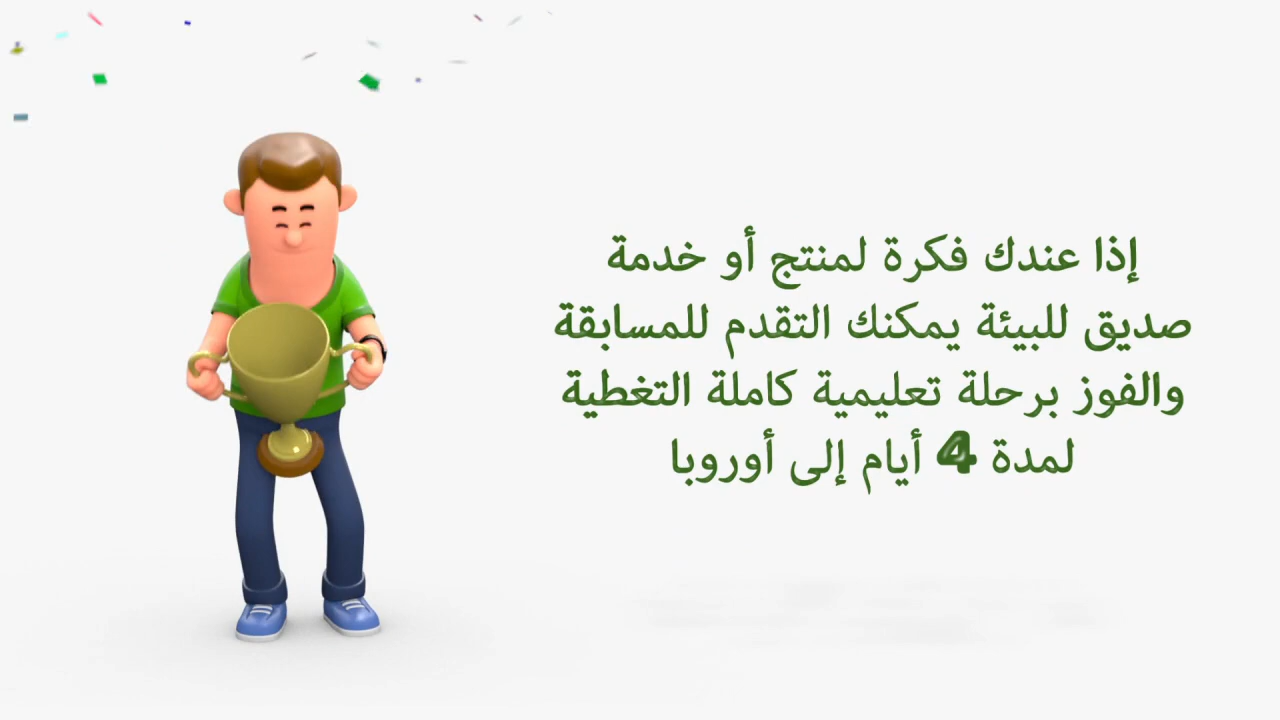 إذا عندك فكرة لمنتج أو خدمة
صديق للبيئة يمكنك التقدم للمسابقة
والفوز برحلة تعليمية كاملة التغطية
لمدة 4 أيام إلى أوروبا